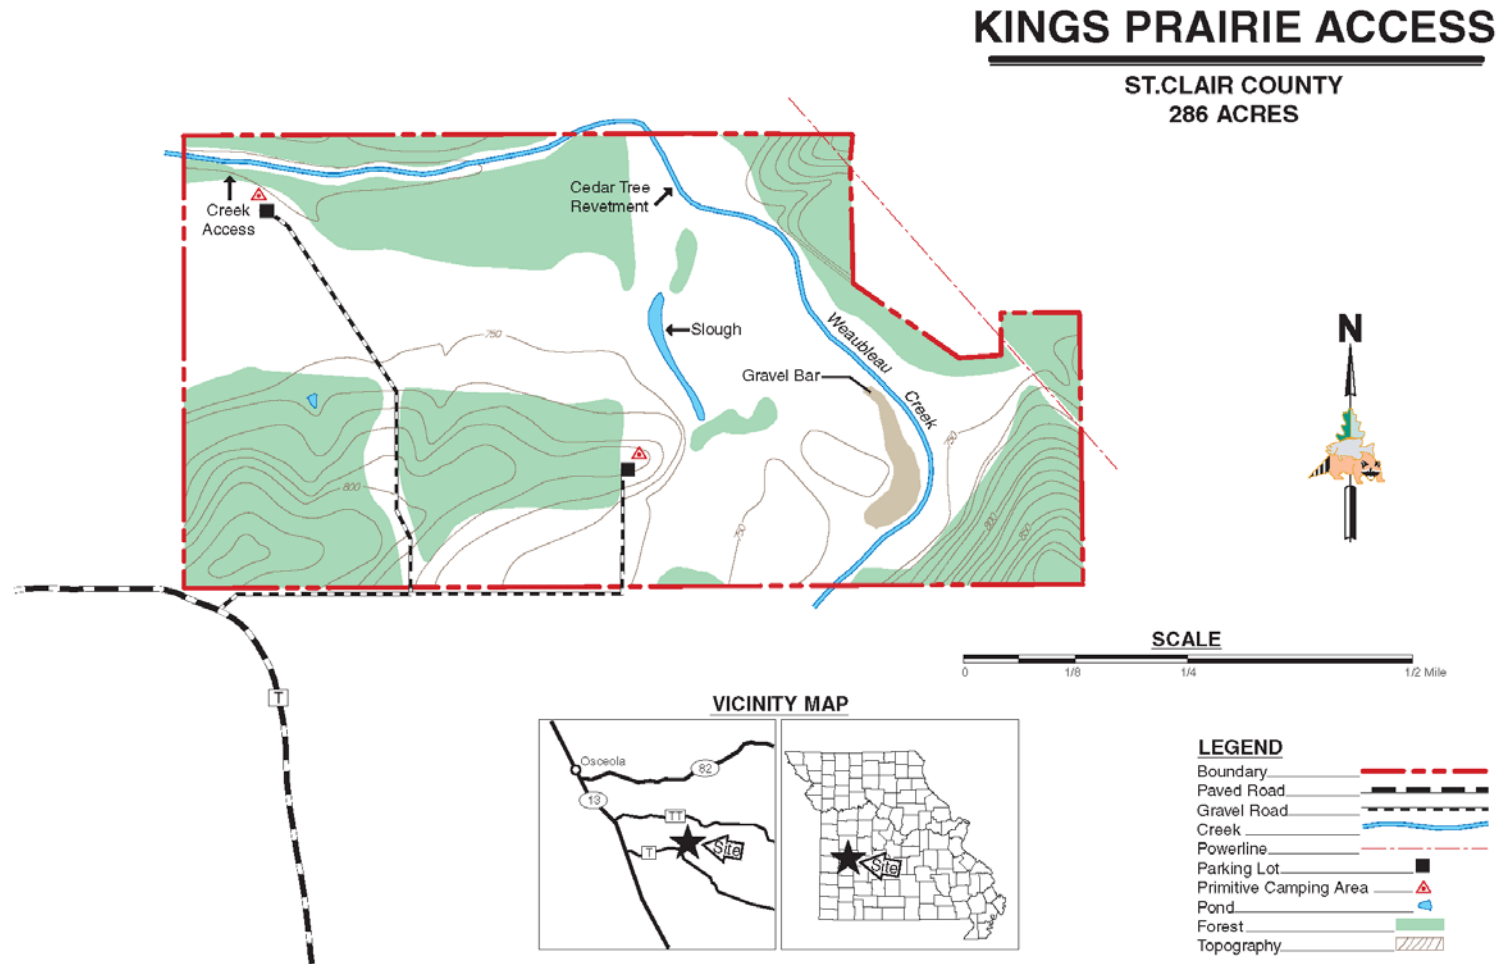 KINGS PRAIRIE ACCESS
ST.CLAIR COUNTY
286 ACRES
Cedar Tree
Revetment
Creek
Access
Slough
750
Weaubleau
Creek
Gravel Bar
N
750
800
750
800
850
SCALE
0 1/8 1/4 1/2 Mile
T
VICINITY MAP
Osceola
82
13
TT
Site
T
Site
LEGEND
Boundary
Paved Road
Gravel Road
Creek
Powerline
Parking Lot
Primitive Camping Area
Pond
Forest
Topography